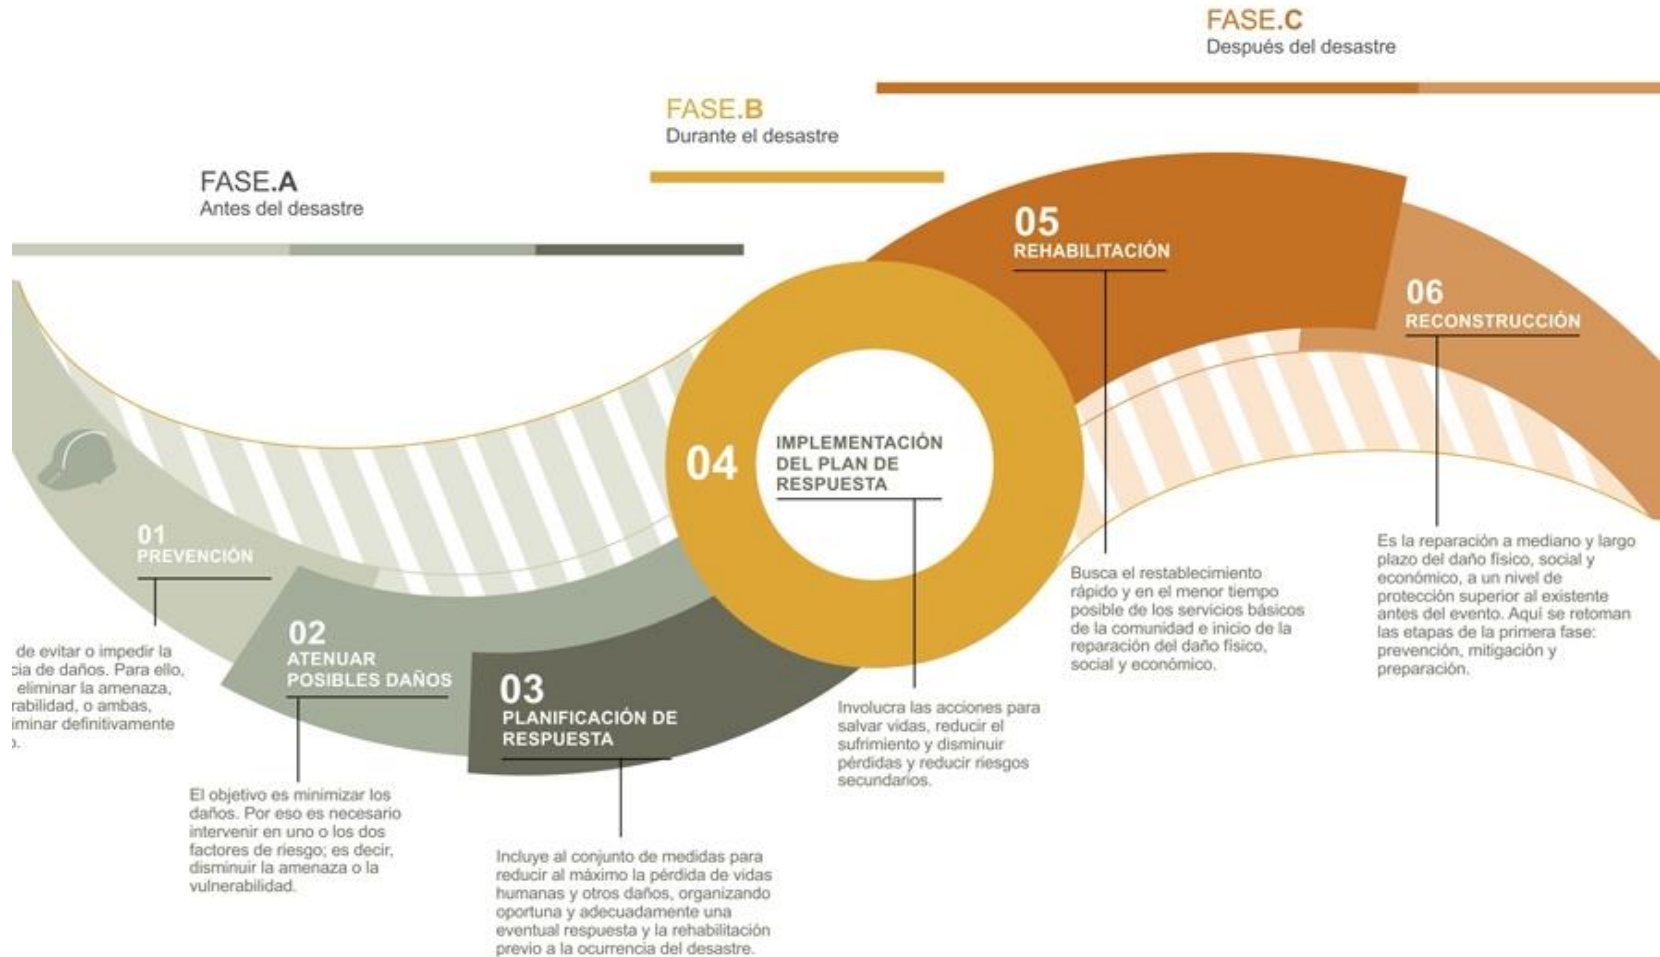 FASE.A
Antes del desastre
FASE.B
Durante el desastre
FASE.C
Después del desastre
01
PREVENCIÓN
de evitar o impedir la
cia de daños. Para ello,
eliminar la amenaza,
rabilidad, o ambas,
iminar definitivamente
02
ATENUAR
POSIBLES DAÑOS
El objetivo es minimizar los
daños. Por eso es necesario
intervenir en uno o los dos
factores de riesgo; es decir,
disminuir la amenaza o la
vulnerabilidad.
03
PLANIFICACIÓN DE
RESPUESTA
Incluye al conjunto de medidas para
reducir al máximo la pérdida de vidas
humanas y otros daños, organizando
oportuna y adecuadamente una
eventual respuesta y la rehabilitación
previo a la ocurrencia del desastre.
04
IMPLEMENTACIÓN
DEL PLAN DE
RESPUESTA
Involucra las acciones para
salvar vidas, reducir el
sufrimiento y disminuir
pérdidas y reducir riesgos
secundarios.
05
REHABILITACIÓN
Busca el restablecimiento
rápido y en el menor tiempo
posible de los servicios básicos
de la comunidad e inicio de la
reparación del daño físico,
social y económico.
06
RECONSTRUCCIÓN
Es la reparación a mediano y largo
plazo del daño físico, social y
económico, a un nivel de
protección superior al existente
antes del evento. Aquí se retoman
las etapas de la primera fase:
prevención, mitigación y
preparación.